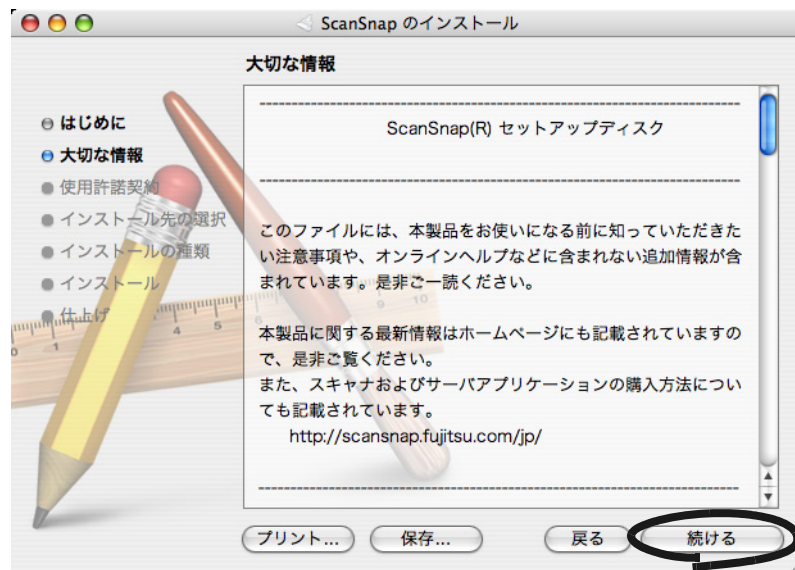 ScanSnap のインストール
大切な情報
はじめに
大切な情報
使用許諾契約
インストール先の選択
インストールの種類
インストール
仕上げ
--------------------------------------------------------------------------------
ScanSnap(R) セットアップディスク
--------------------------------------------------------------------------------
このファイルには、本製品をお使いになる前に知っていただきた
い注意事項や、オンラインヘルプなどに含まれない追加情報が含
まれています。是非ご一読ください。
本製品に関する最新情報はホームページにも記載されていますの
で、是非ご覧ください。
また、スキャナおよびサーバアプリケーションの購入方法につい
ても記載されています。
http://scansnap.fujitsu.com/jp/
--------------------------------------------------------------------------------
0 1 4 5 6 9 10
プリント... 保存... 戻る 続ける